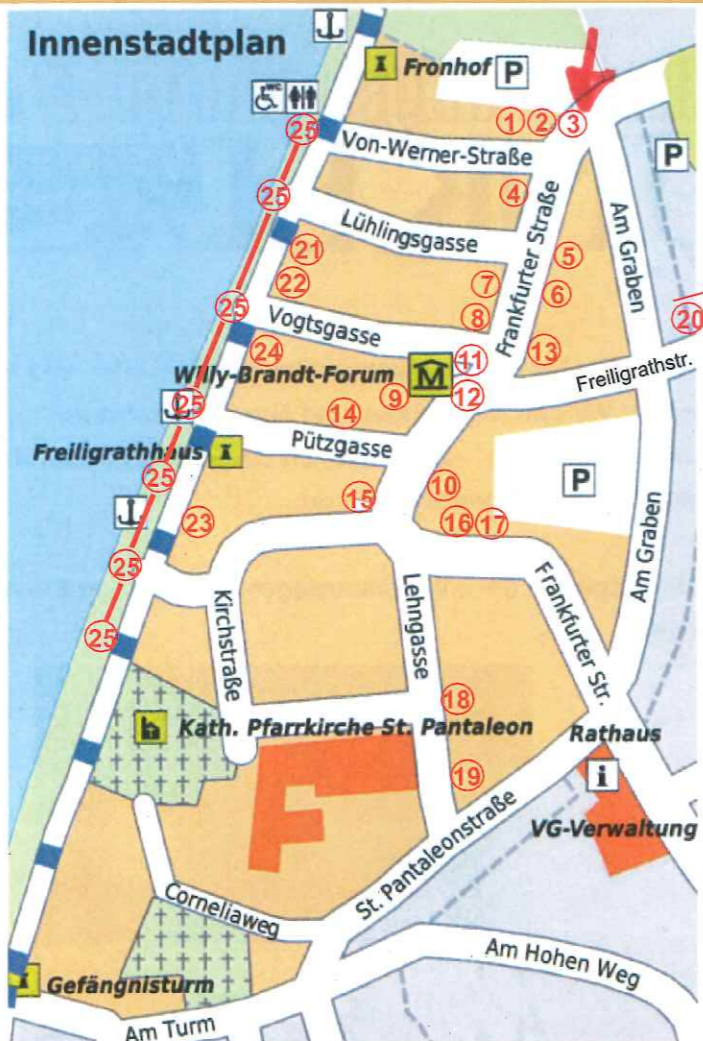 Innenstadtplan
Fronhof
P
WC
25
1
2
3
Von-Werner-Straße
P
25
4
Am Graben
Lühlingsgasse
Frankfurter Straße
21
5
22
7
6
25
8
20
Vogtsgasse
24
11
13
Willy-Brandt-Forum
Freiligrathstr.
9
12
25
14
Freiligrathhaus
Pützgasse
25
P
15
10
23
16
17
Am Graben
25
Kirchstraße
Lehngasse
Frankfurter Str.
25
18
Kath. Pfarrkirche St. Pantaleon
Rathaus
19
i
VG-Verwaltung
St. Pantaleonstraße
Corneliaweg
Am Hohen Weg
Gefängnisturm
Am Turm